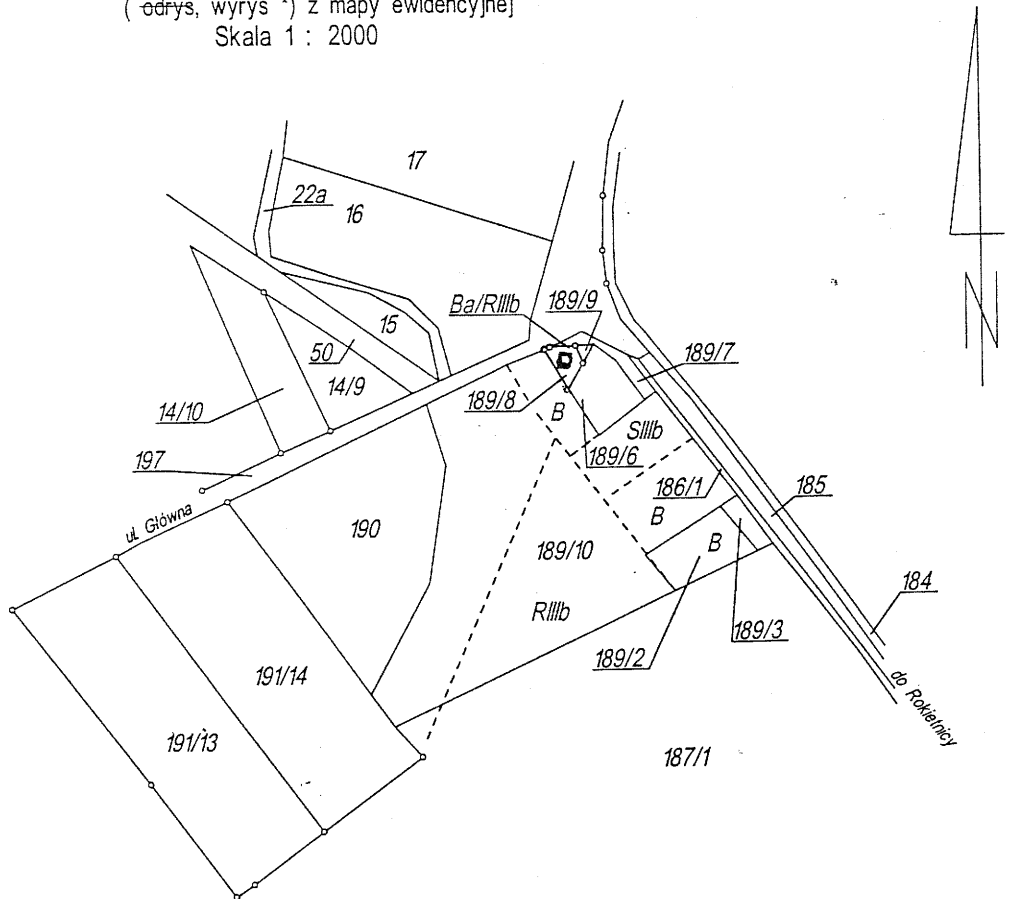 ( odrys, wyrys *) z mapy ewidencyjnej
Skala 1 : 2000
17
22a
16
Ba/RIIIb
189/9
15
50
189/7
14/9
14/10
189/8
B
SIIIb
189/6
197
186/1
185
ul. Główna
B
190
189/10
B
184
RIIIb
189/3
189/2
191/14
do Rokietnicy
191/13
187/1
N